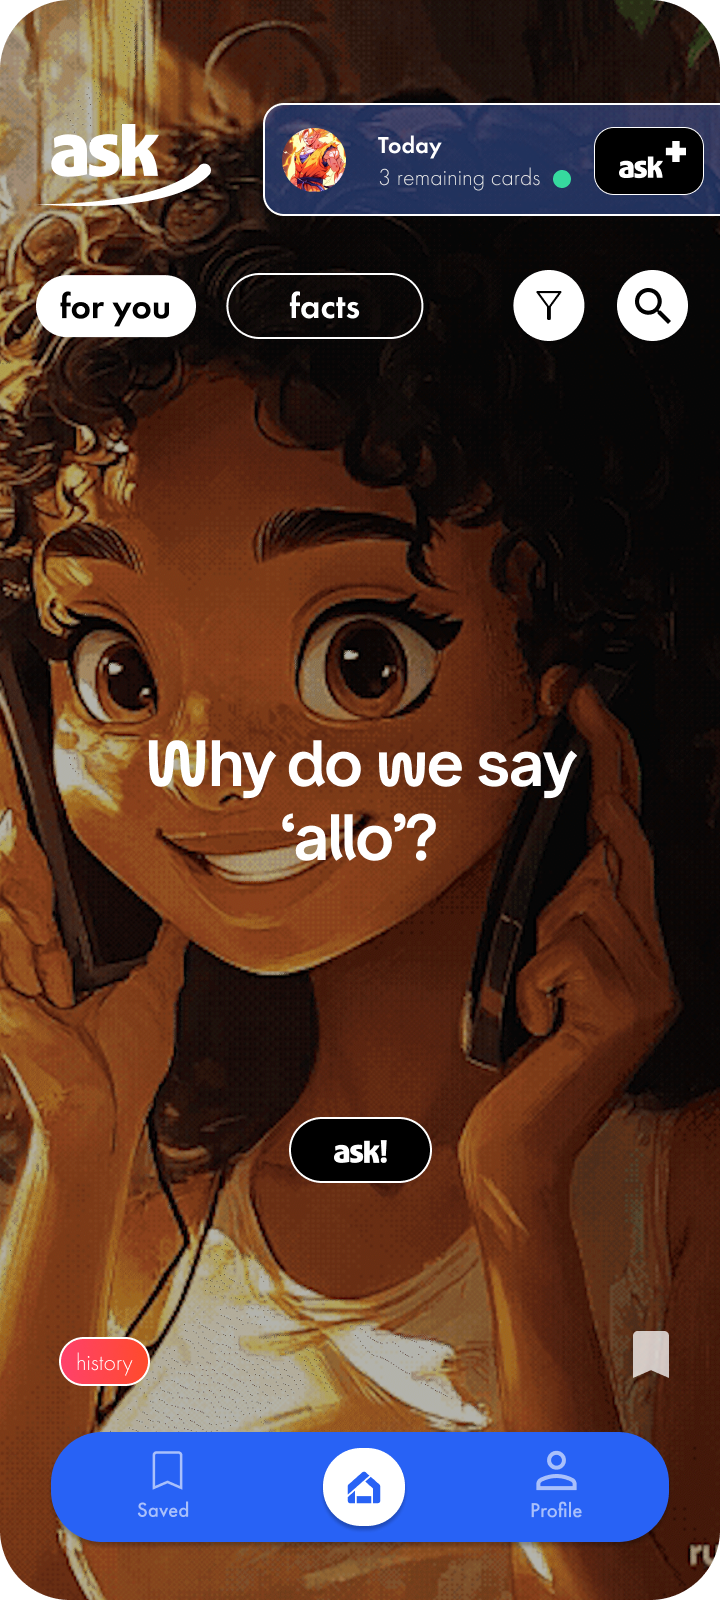 ask
Today
3 remaining cards
ask+
for you
facts
Why do we say
‘allo’?
ask!
history
Saved
Profile
ru